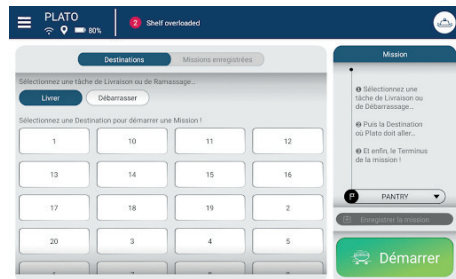 PLATO
80%
2 Shelf overloaded
Destinations
Missions enregistrées
Mission
Sélectionnez une tâche de Livraison ou de Ramassage...
Livrer
Débarrasser
Sélectionnez une Destination pour démarrer une Mission !
1
10
11
12
13
14
15
16
17
18
19
2
20
3
4
5
❶ Sélectionnez une
tâche de Livraison ou
de Débarrassage...
❷ Puis la Destination
où Plato doit aller...
❸ Et enfin, le Terminus
de la mission !
P
PANTRY
Enregistrer la mission
Démarrer